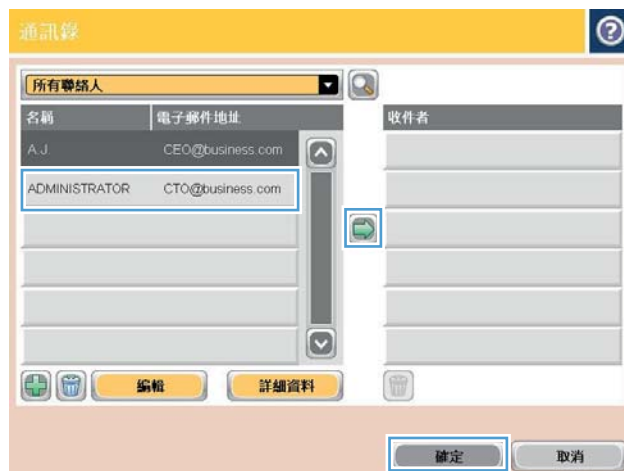 通訊錄
?
所有聯絡人
名稱 電子郵件地址 收件者
A.J CEO@business.com
ADMINISTRATOR CTO@business.com
編輯 詳細資料
確定 取消